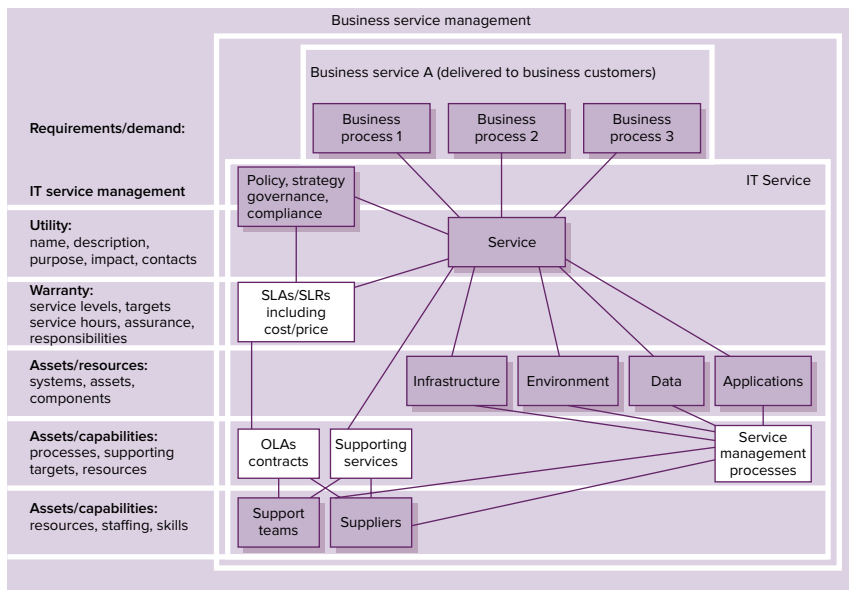 Business service management
Business service A (delivered to business customers)
Requirements/demand:
Business
process 1
Business
process 2
Business
process 3
IT service management
Policy, strategy
governance,
compliance
IT Service
Utility:
name, description,
purpose, impact, contacts
Service
Warranty:
service levels, targets
service hours, assurance,
responsibilities
SLAs/SLRs
including
cost/price
Assets/resources:
systems, assets,
components
Infrastructure
Environment
Data
Applications
Assets/capabilities:
processes, supporting
targets, resources
OLAs
contracts
Supporting
services
Service
management
processes
Assets/capabilities:
resources, staffing, skills
Support
teams
Suppliers